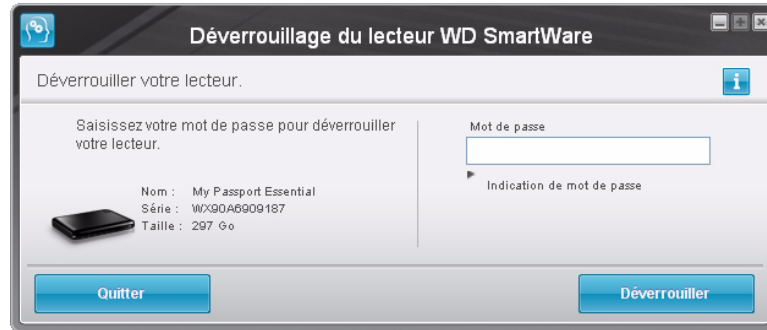 Déverrouillage du lecteur WD SmartWare
Déverrouiller votre lecteur.
Saisissez votre mot de passe pour déverrouiller
votre lecteur.
Nom : My Passport Essential
Série : WX90A6909187
Taille : 297 Go
Mot de passe
Indication de mot de passe
Quitter
Déverrouiller